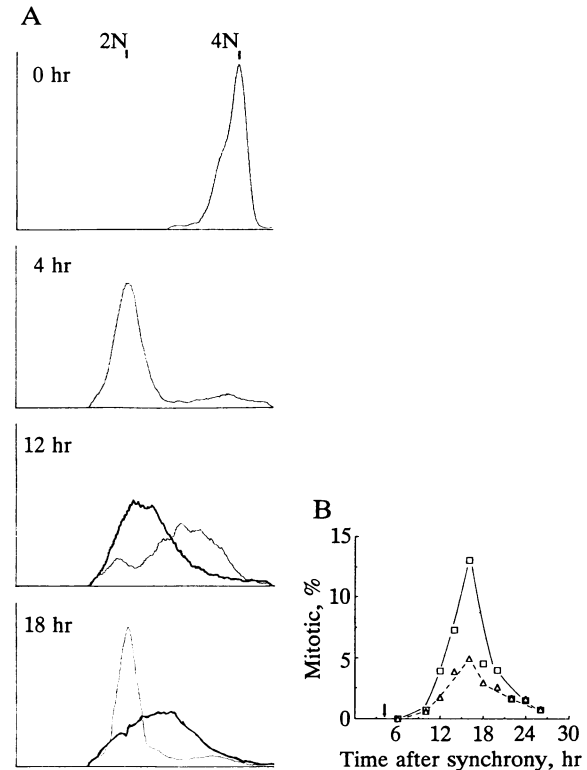 A
2N 4N
0 hr
4 hr
12 hr
18 hr
B
15
10
5
0
Mitotic, %
6 12 18 24 30
Time after synchrony, hr